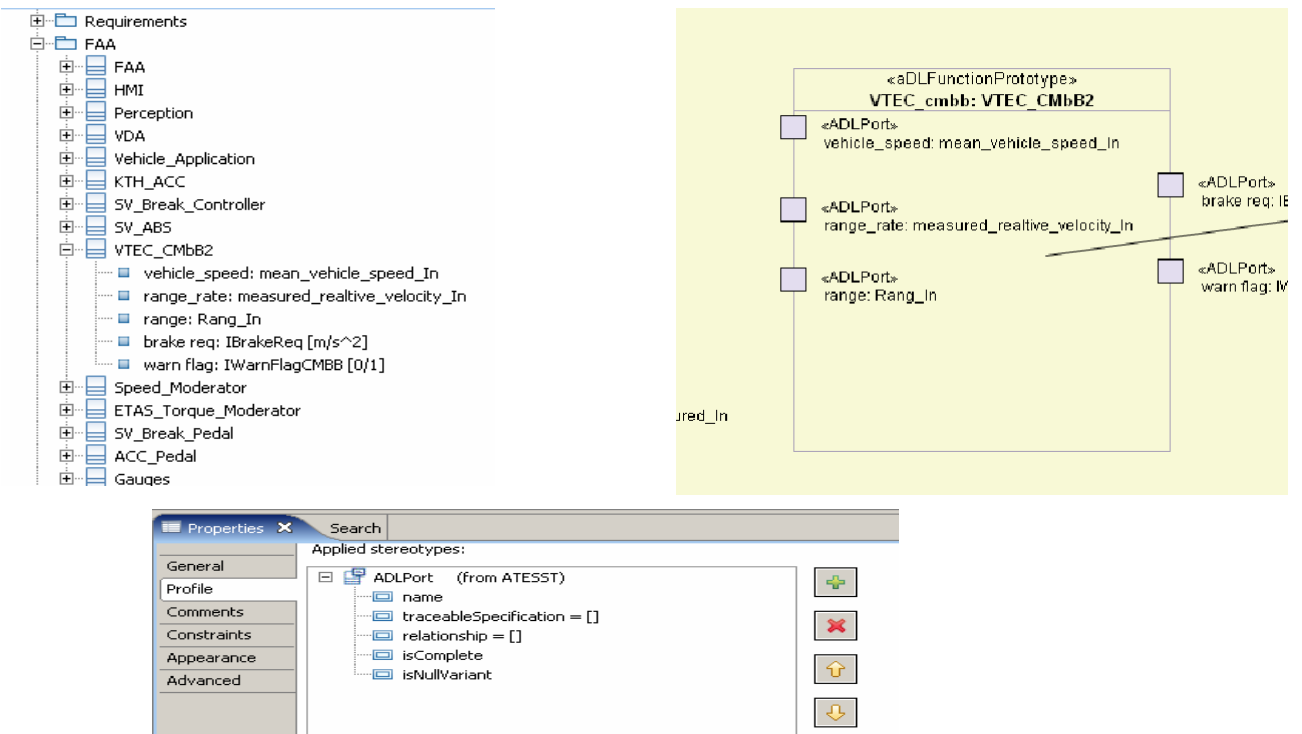 Requirements
FAA
FAA
HMI
Perception
VDA
Vehicle_Application
KTH_ACC
SV_Break_Controller
SV_ABS
VTEC_CMbB2
vehicle_speed: mean_vehicle_speed_In
range_rate: measured_realtive_velocity_In
range: Rang_In
brake req: IBrakeReq [m/s^2]
warn flag: IWarnFlagCMBB [0/1]
Speed_Moderator
ETAS_Torque_Moderator
SV_Break_Pedal
ACC_Pedal
Gauges
«aDLFunctionPrototype»
VTEC_cmbb: VTEC_CMbB2
«ADLPort»
vehicle_speed: mean_vehicle_speed_In
«ADLPort»
range_rate: measured_realtive_velocity_In
«ADLPort»
range: Rang_In
«ADLPort»
brake req: IB
«ADLPort»
warn flag: IW
ured_In
Properties Search
Applied stereotypes:
General
Profile
Comments
Constraints
Appearance
Advanced
ADLPort (from ATESST)
name
traceableSpecification = []
relationship = []
isComplete
isNullVariant